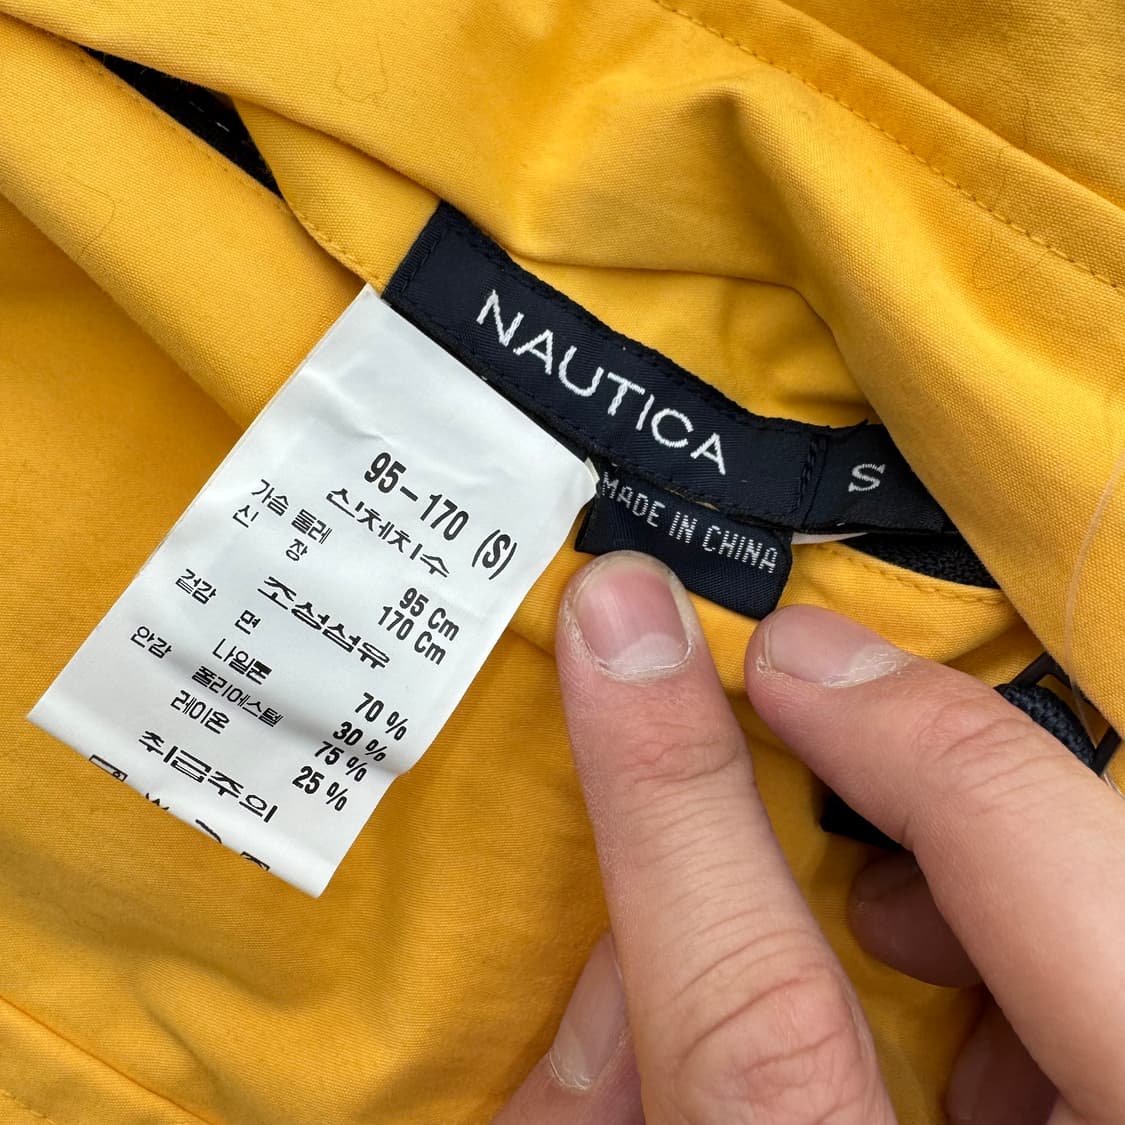 NAUTICA
S
MADE IN CHINA
95-170 (S)
신체치수
가슴 둘레 95 Cm
신 장 170 Cm
조성섬유
겉감 면 70 %
나일론 30 %
안감 폴리에스텔 75 %
레이온 25 %
취급주의